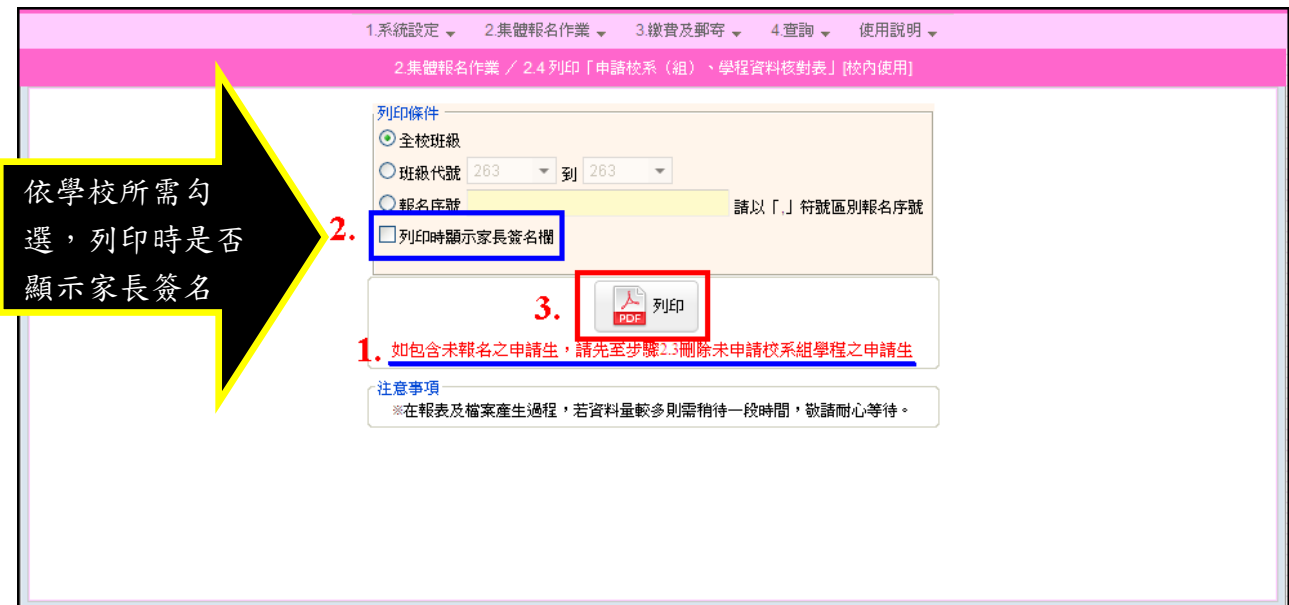 1.系統設定 2.集體報名作業 3.繳費及郵寄 4.查詢 使用說明
2.集體報名作業 ／ 2.4 列印「申請校系（組）、學程資料核對表」[校內使用]
列印條件
全校班級
班級代號 263 到 263
報名序號 請以「,」符號區別報名序號
2. 列印時顯示家長簽名欄
依學校所需勾
選，列印時是否
顯示家長簽名
3. PDF 列印
1. 如包含未報名之申請生，請先至步驟2.3刪除未申請校系組學程之申請生
注意事項
※在報表及檔案產生過程，若資料量較多則需稍待一段時間，敬請耐心等待。